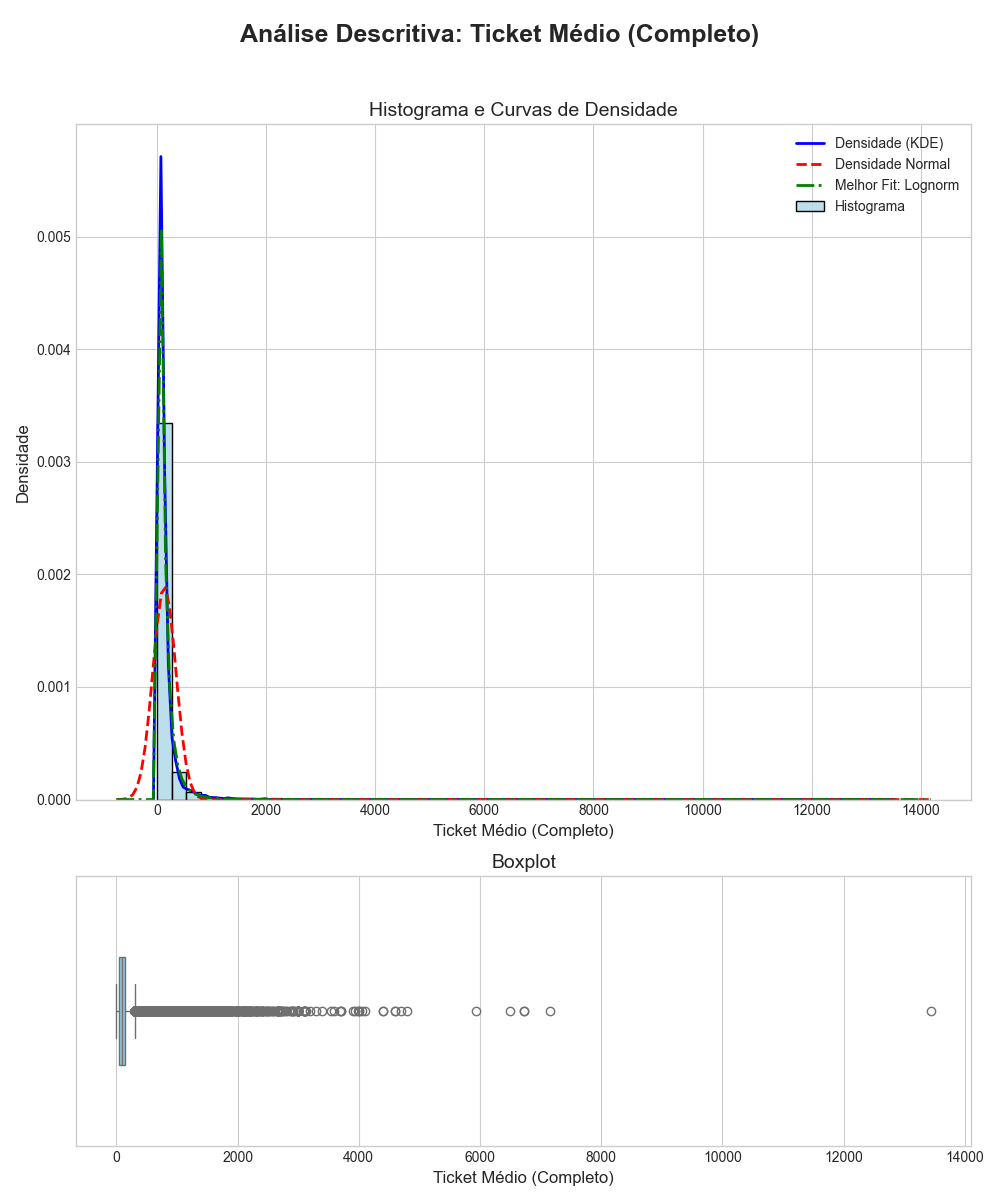 Análise Descritiva: Ticket Médio (Completo)
Histograma e Curvas de Densidade
Densidade (KDE)
Densidade Normal
Melhor Fit: Lognorm
Histograma
0.005
0.004
0.003
0.002
0.001
0.000
Densidade
0 2000 4000 6000 8000 10000 12000 14000
Ticket Médio (Completo)
Boxplot
0 2000 4000 6000 8000 10000 12000 14000
Ticket Médio (Completo)